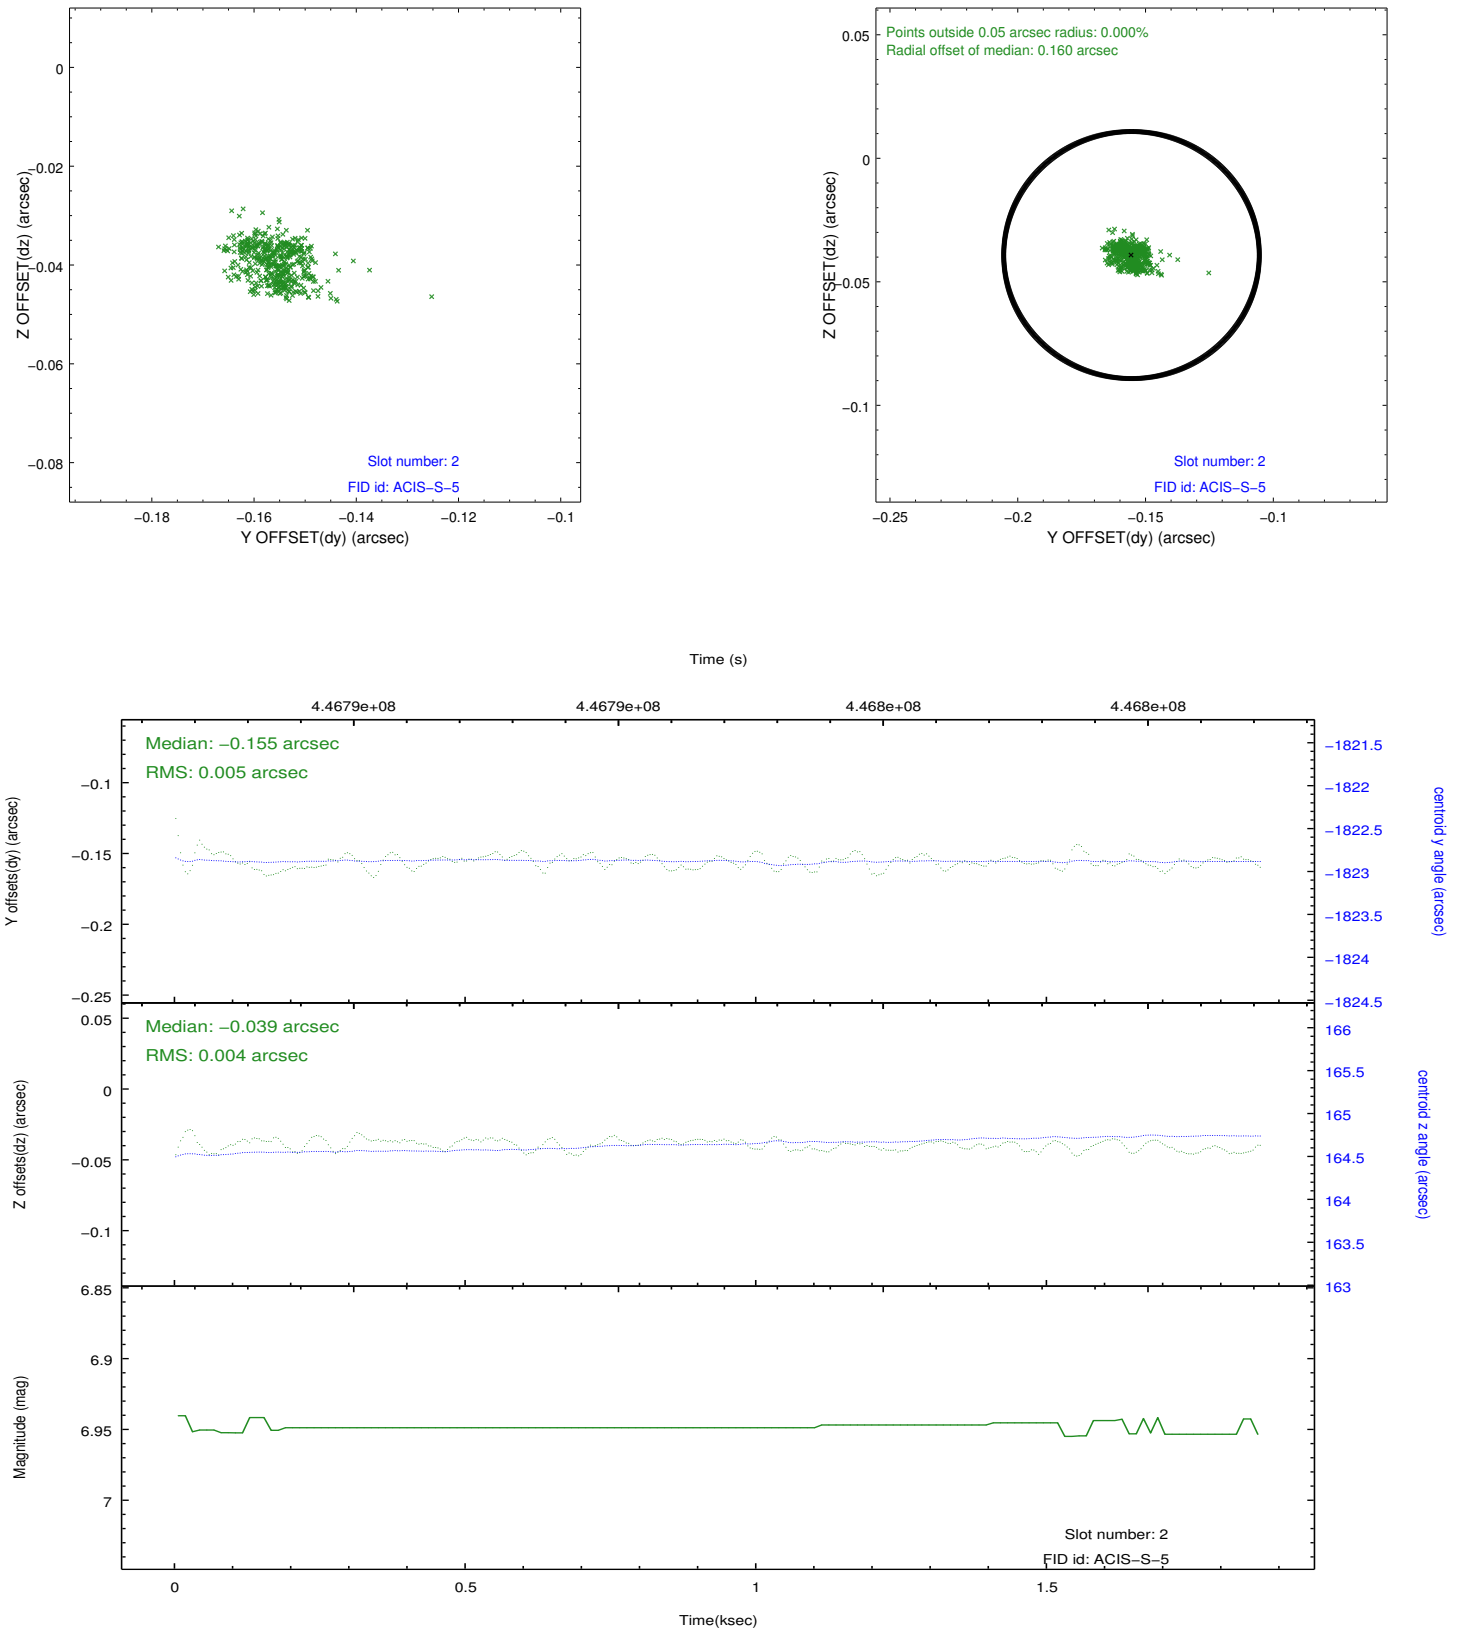 0
−0.02
−0.04
−0.06
−0.08
Z OFFSET(dz) (arcsec)
Slot number: 2
FID id: ACIS−S−5
−0.18 −0.16 −0.14 −0.12 −0.1
Y OFFSET(dy) (arcsec)
Points outside 0.05 arcsec radius: 0.000%
Radial offset of median: 0.160 arcsec
0.05
0
−0.05
−0.1
Z OFFSET(dz) (arcsec)
Slot number: 2
FID id: ACIS−S−5
−0.25 −0.2 −0.15 −0.1
Y OFFSET(dy) (arcsec)
Time (s)
4.4679e+08 4.4679e+08 4.468e+08 4.468e+08
Median: −0.155 arcsec
RMS: 0.005 arcsec
−0.1
−0.15
−0.2
−0.25
Y offsets(dy) (arcsec)
−1821.5
−1822
−1822.5
−1823
−1823.5
−1824
−1824.5
centroid y angle (arcsec)
Median: −0.039 arcsec
RMS: 0.004 arcsec
0.05
0
−0.05
−0.1
Z offsets(dz) (arcsec)
166
165.5
165
164.5
164
163.5
163
centroid z angle (arcsec)
6.85
6.9
6.95
7
Magnitude (mag)
Slot number: 2
FID id: ACIS−S−5
0 0.5 1 1.5
Time(ksec)